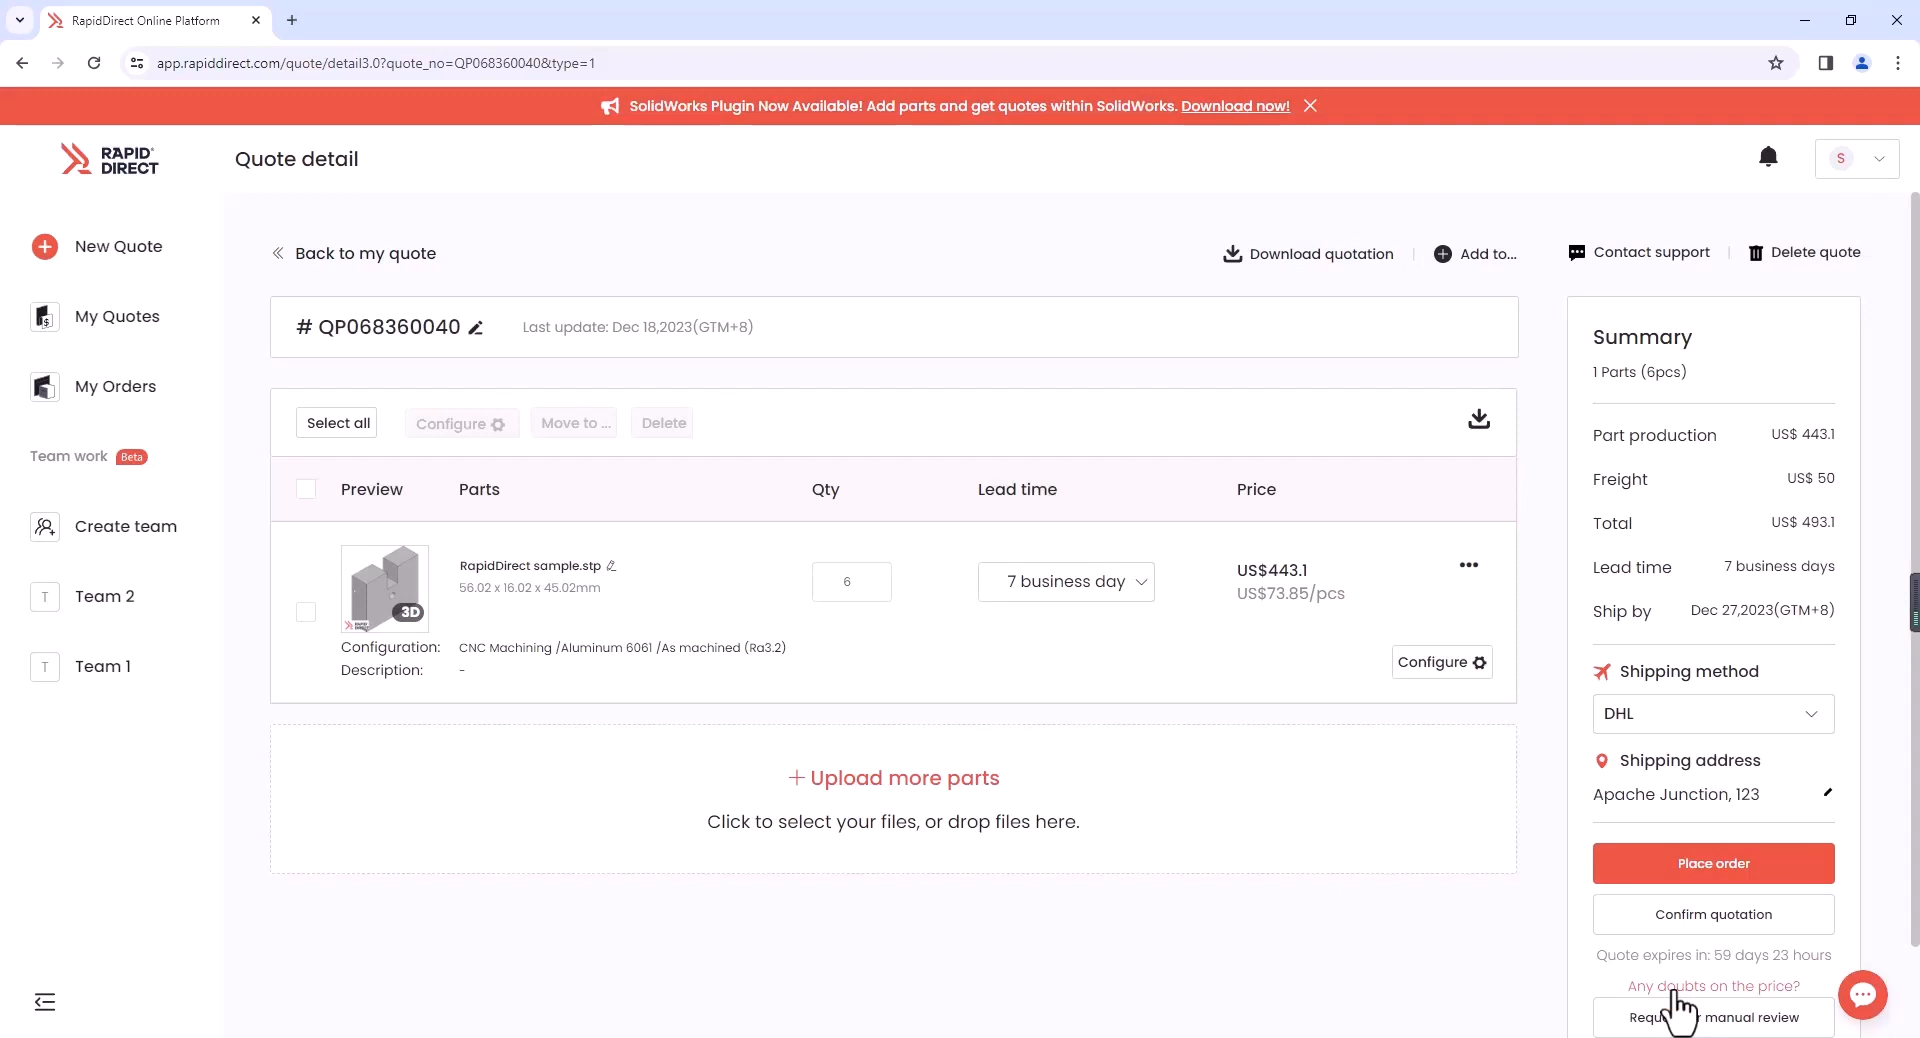 RapidDirect Online Platform
app.rapiddirect.com/quote/detail3.0?quote_no=QP068360040&type=1
SolidWorks Plugin Now Available! Add parts and get quotes within SolidWorks. Download now!
RAPID
DIRECT
Quote detail
S
New Quote
My Quotes
My Orders
Team work Beta
Create team
T Team 2
T Team 1
Back to my quote
Download quotation
Add to...
Contact support
Delete quote
# QP068360040
Last update: Dec 18,2023(GTM+8)
Select all
Configure
Move to ...
Delete
Preview Parts Qty Lead time Price
3D
RapidDirect sample.stp
56.02 x 16.02 x 45.02mm
6
7 business day
US$443.1
US$73.85/pcs
Configuration: CNC Machining /Aluminum 6061 /As machined (Ra3.2)
Description: -
Configure
+ Upload more parts
Click to select your files, or drop files here.
Summary
1 Parts (6pcs)
Part production US$ 443.1
Freight US$ 50
Total US$ 493.1
Lead time 7 business days
Ship by Dec 27,2023(GTM+8)
Shipping method
DHL
Shipping address
Apache Junction, 123
Place order
Confirm quotation
Quote expires in: 59 days 23 hours
Any doubts on the price?
manual review